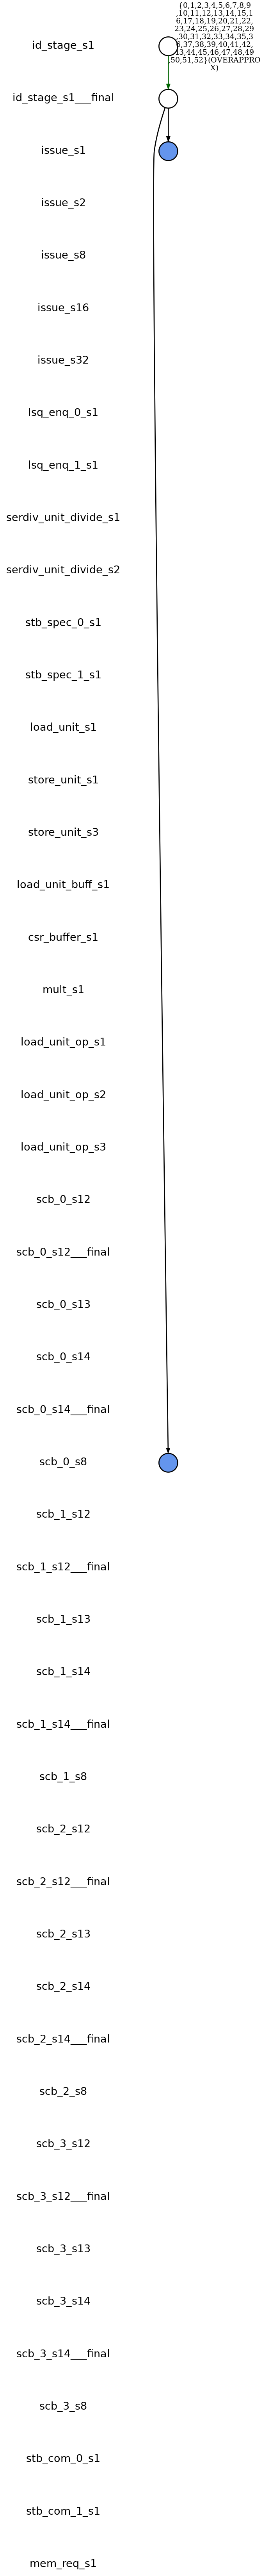 {0,1,2,3,4,5,6,7,8,9
,10,11,12,13,14,15,1
6,17,18,19,20,21,22,
23,24,25,26,27,28,29
,30,31,32,33,34,35,3
6,37,38,39,40,41,42,
43,44,45,46,47,48,49
,50,51,52}(OVERAPPRO
X)
id_stage_s1
id_stage_s1___final
issue_s1
issue_s2
issue_s8
issue_s16
issue_s32
lsq_enq_0_s1
lsq_enq_1_s1
serdiv_unit_divide_s1
serdiv_unit_divide_s2
stb_spec_0_s1
stb_spec_1_s1
load_unit_s1
store_unit_s1
store_unit_s3
load_unit_buff_s1
csr_buffer_s1
mult_s1
load_unit_op_s1
load_unit_op_s2
load_unit_op_s3
scb_0_s12
scb_0_s12___final
scb_0_s13
scb_0_s14
scb_0_s14___final
scb_0_s8
scb_1_s12
scb_1_s12___final
scb_1_s13
scb_1_s14
scb_1_s14___final
scb_1_s8
scb_2_s12
scb_2_s12___final
scb_2_s13
scb_2_s14
scb_2_s14___final
scb_2_s8
scb_3_s12
scb_3_s12___final
scb_3_s13
scb_3_s14
scb_3_s14___final
scb_3_s8
stb_com_0_s1
stb_com_1_s1
mem_req_s1